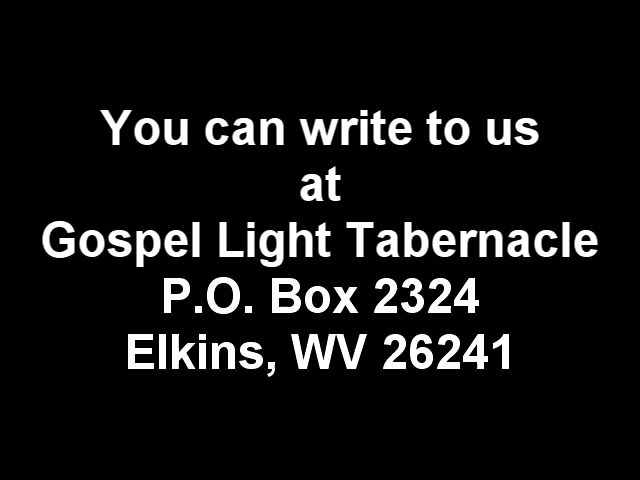 You can write to us
at
Gospel Light Tabernacle
P.O. Box 2324
Elkins, WV 26241